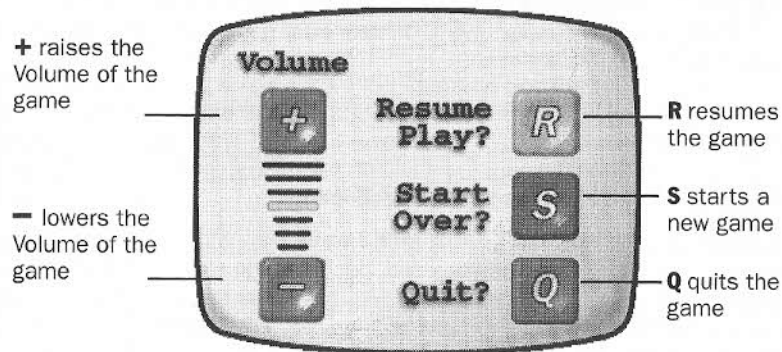 + raises the
Volume of the
game
− lowers the
Volume of the
game
Volume
+
−
Resume
Play?
R
Start
Over?
S
Quit?
Q
R resumes
the game
S starts a
new game
Q quits the
game